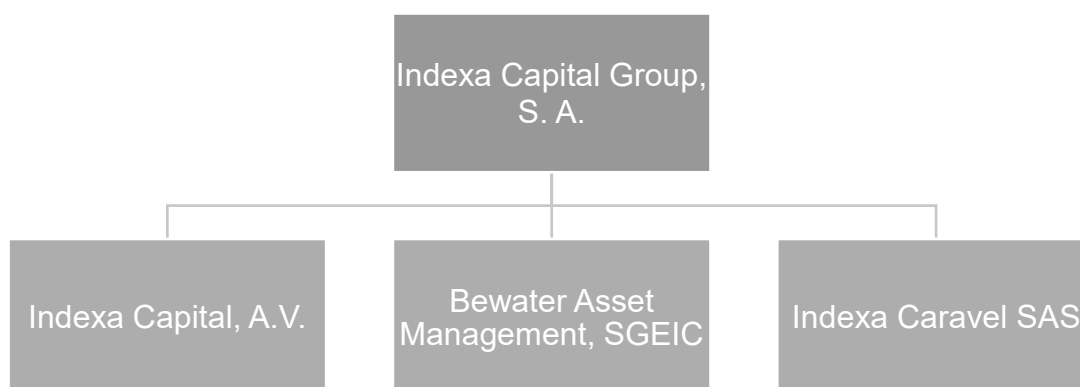 Indexa Capital Group,
S. A.
Indexa Capital, A.V.
Bewater Asset
Management, SGEIC
Indexa Caravel SAS